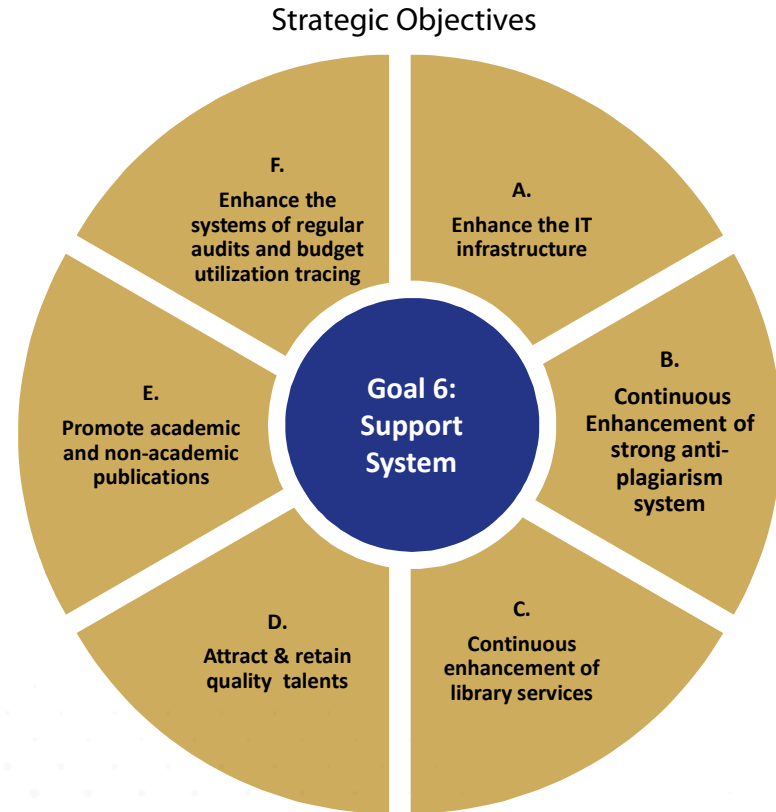 Strategic Objectives
F.
Enhance the
systems of regular
audits and budget
utilization tracing
A.
Enhance the IT
infrastructure
B.
Continuous
Enhancement of
strong anti-
plagiarism
system
C.
Continuous
enhancement of
library services
D.
Attract & retain
quality talents
E.
Promote academic
and non-academic
publications
Goal 6:
Support
System